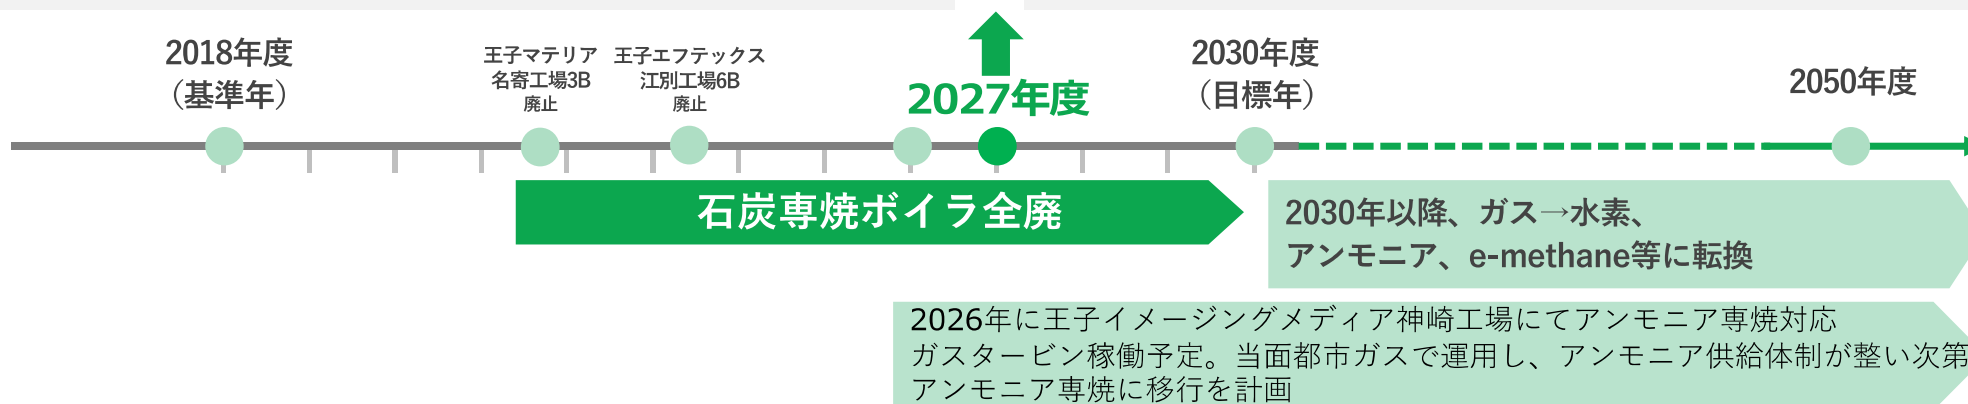 2018年度
（基準年）
王子マテリア
名寄工場3B
廃止
王子エフテックス
江別工場6B
廃止
2027年度
2030年度
（目標年）
2050年度
石炭専焼ボイラ全廃
2030年以降、ガス→水素、
アンモニア、e-methane等に転換
2026年に王子イメージングメディア神崎工場にてアンモニア専焼対応
ガスタービン稼働予定。当面都市ガスで運用し、アンモニア供給体制が整い次第
アンモニア専焼に移行を計画